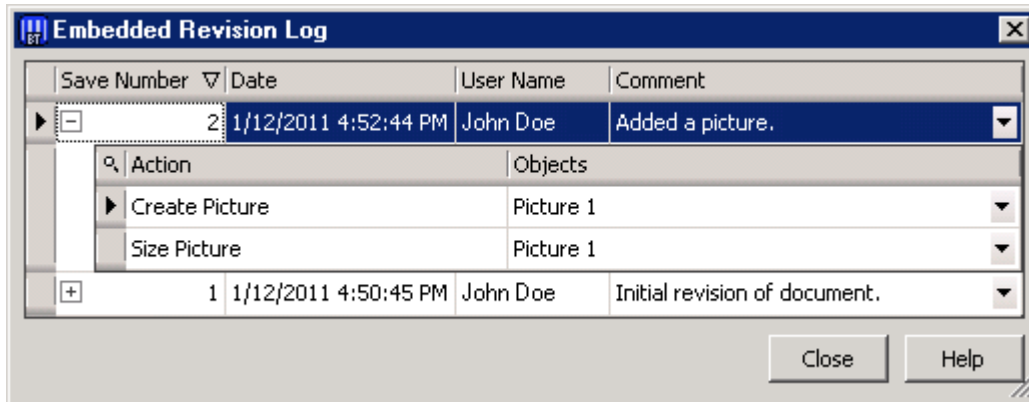 BT Embedded Revision Log
Save Number Date User Name Comment
2 1/12/2011 4:52:44 PM John Doe Added a picture.
Action Objects
Create Picture Picture 1
Size Picture Picture 1
1 1/12/2011 4:50:45 PM John Doe Initial revision of document.
Close Help